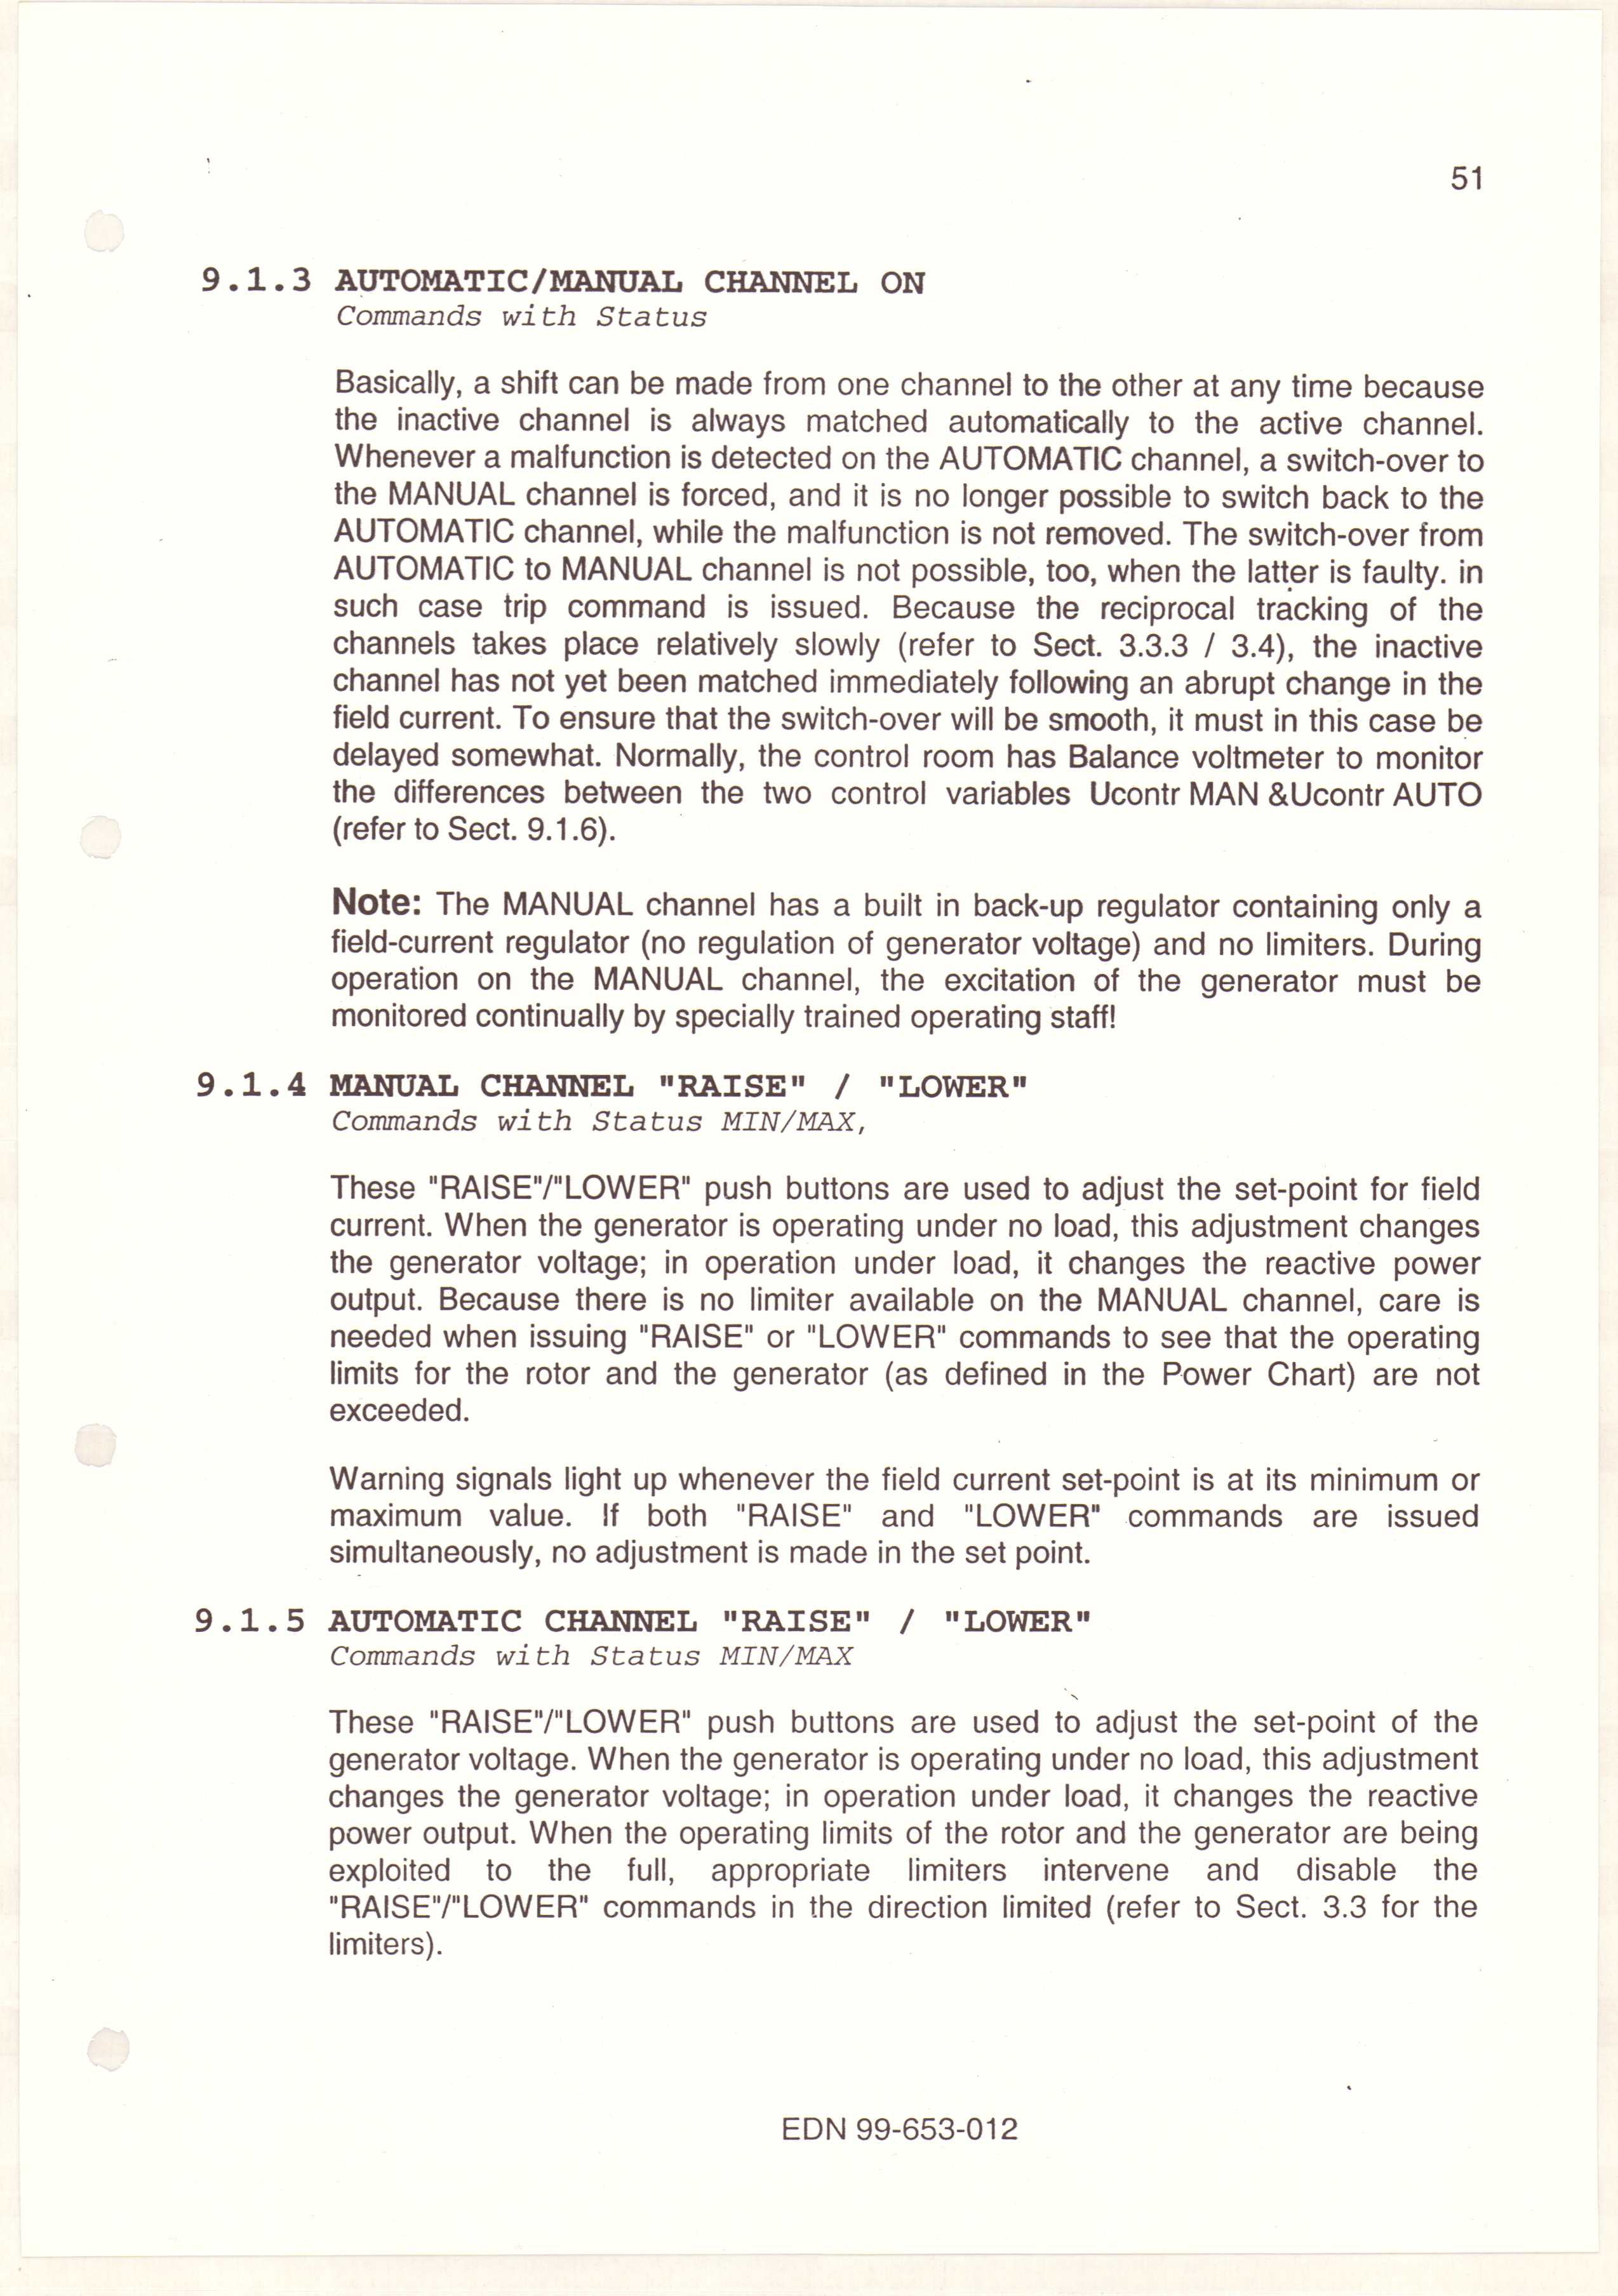 51
9.1.3 AUTOMATIC/MANUAL CHANNEL ON
Commands with Status
Basically, a shift can be made from one channel to the other at any time because
the inactive channel is always matched automatically to the active channel.
Whenever a malfunction is detected on the AUTOMATIC channel, a switch-over to
the MANUAL channel is forced, and it is no longer possible to switch back to the
AUTOMATIC channel, while the malfunction is not removed. The switch-over from
AUTOMATIC to MANUAL channel is not possible, too, when the latter is faulty. in
such case trip command is issued. Because the reciprocal tracking of the
channels takes place relatively slowly (refer to Sect. 3.3.3 / 3.4), the inactive
channel has not yet been matched immediately following an abrupt change in the
field current. To ensure that the switch-over will be smooth, it must in this case be
delayed somewhat. Normally, the control room has Balance voltmeter to monitor
the differences between the two control variables Ucontr MAN &Ucontr AUTO
(refer to Sect. 9.1.6).
Note: The MANUAL channel has a built in back-up regulator containing only a
field-current regulator (no regulation of generator voltage) and no limiters. During
operation on the MANUAL channel, the excitation of the generator must be
monitored continually by specially trained operating staff!
9.1.4 MANUAL CHANNEL "RAISE" / "LOWER"
Commands with Status MIN/MAX,
These "RAISE"/"LOWER" push buttons are used to adjust the set-point for field
current. When the generator is operating under no load, this adjustment changes
the generator voltage; in operation under load, it changes the reactive power
output. Because there is no limiter available on the MANUAL channel, care is
needed when issuing "RAISE" or "LOWER" commands to see that the operating
limits for the rotor and the generator (as defined in the Power Chart) are not
exceeded.
Warning signals light up whenever the field current set-point is at its minimum or
maximum value. If both "RAISE" and "LOWER" commands are issued
simultaneously, no adjustment is made in the set point.
9.1.5 AUTOMATIC CHANNEL "RAISE" / "LOWER"
Commands with Status MIN/MAX
These "RAISE"/"LOWER" push buttons are used to adjust the set-point of the
generator voltage. When the generator is operating under no load, this adjustment
changes the generator voltage; in operation under load, it changes the reactive
power output. When the operating limits of the rotor and the generator are being
exploited to the full, appropriate limiters intervene and disable the
"RAISE"/"LOWER" commands in the direction limited (refer to Sect. 3.3 for the
limiters).
EDN 99-653-012